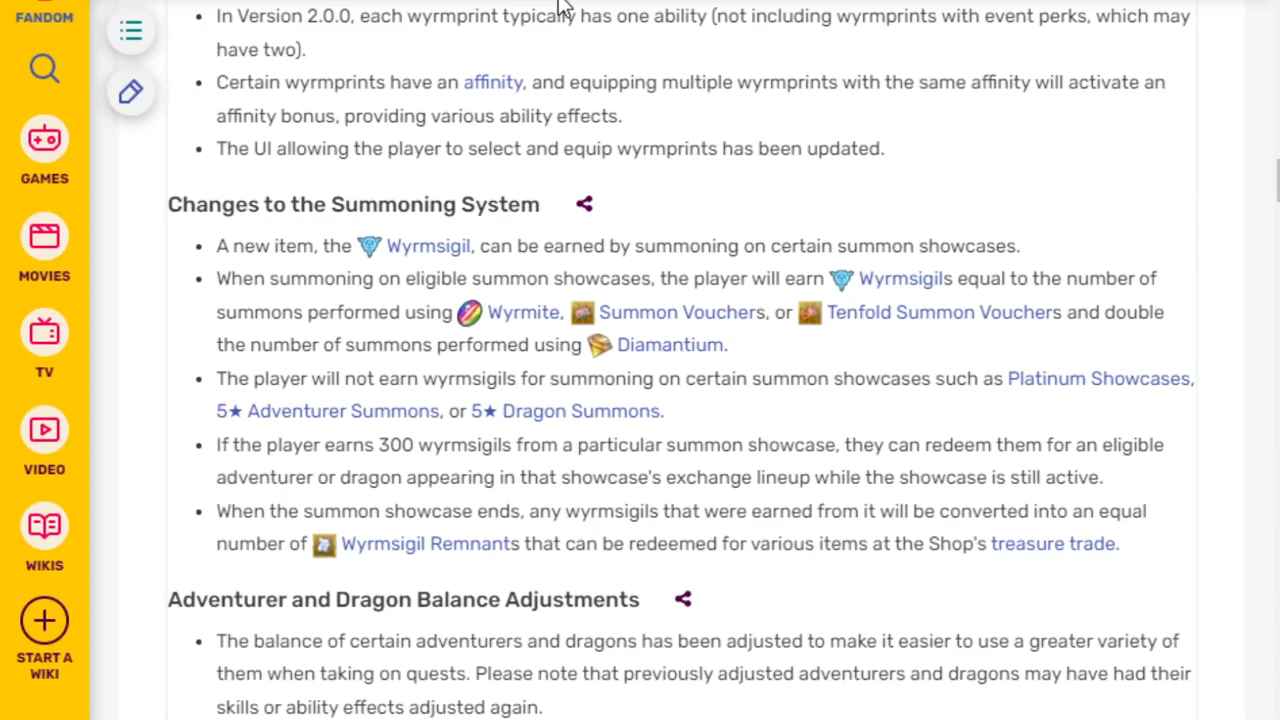 FANDOM
GAMES
MOVIES
TV
VIDEO
WIKIS
START A
WIKI
In Version 2.0.0, each wyrmprint typically has one ability (not including wyrmprints with event perks, which may
have two).
Certain wyrmprints have an affinity, and equipping multiple wyrmprints with the same affinity will activate an
affinity bonus, providing various ability effects.
The UI allowing the player to select and equip wyrmprints has been updated.
Changes to the Summoning System
A new item, the Wyrmsigil, can be earned by summoning on certain summon showcases.
When summoning on eligible summon showcases, the player will earn Wyrmsigils equal to the number of
summons performed using Wyrmite, Summon Vouchers, or Tenfold Summon Vouchers and double
the number of summons performed using Diamantium.
The player will not earn wyrmsigils for summoning on certain summon showcases such as Platinum Showcases,
5★ Adventurer Summons, or 5★ Dragon Summons.
If the player earns 300 wyrmsigils from a particular summon showcase, they can redeem them for an eligible
adventurer or dragon appearing in that showcase's exchange lineup while the showcase is still active.
When the summon showcase ends, any wyrmsigils that were earned from it will be converted into an equal
number of Wyrmsigil Remnants that can be redeemed for various items at the Shop's treasure trade.
Adventurer and Dragon Balance Adjustments
The balance of certain adventurers and dragons has been adjusted to make it easier to use a greater variety of
them when taking on quests. Please note that previously adjusted adventurers and dragons may have had their
skills or ability effects adjusted again.